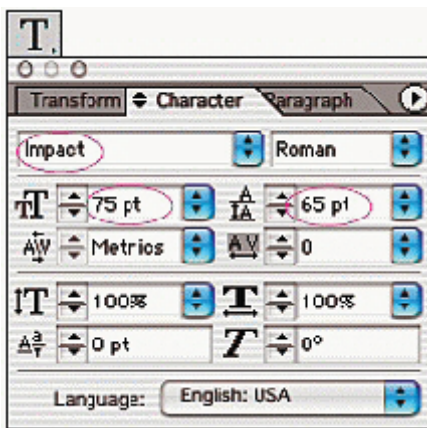 T
Transform Character Paragraph
Impact Roman
75 pt 65 pt
Metrics 0
100% 100%
0 pt 0°
Language: English: USA